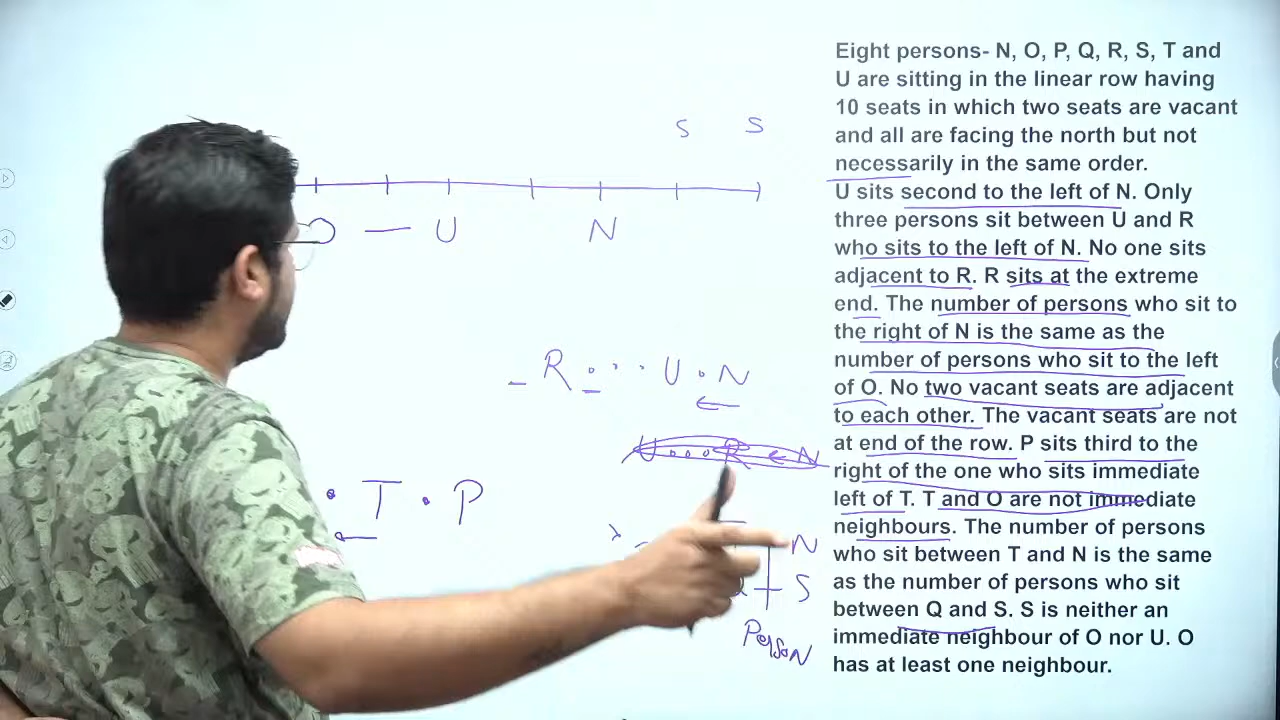 Eight persons- N, O, P, Q, R, S, T and
U are sitting in the linear row having
10 seats in which two seats are vacant
and all are facing the north but not
necessarily in the same order.
U sits second to the left of N. Only
three persons sit between U and R
who sits to the left of N. No one sits
adjacent to R. R sits at the extreme
end. The number of persons who sit to
the right of N is the same as the
number of persons who sit to the left
of O. No two vacant seats are adjacent
to each other. The vacant seats are not
at end of the row. P sits third to the
right of the one who sits immediate
left of T. T and O are not immediate
neighbours. The number of persons
who sit between T and N is the same
as the number of persons who sit
between Q and S. S is neither an
immediate neighbour of O nor U. O
has at least one neighbour.
S S
O — U N
R . . . U . N
U . . . R ← N
. T . P
N
S
Person